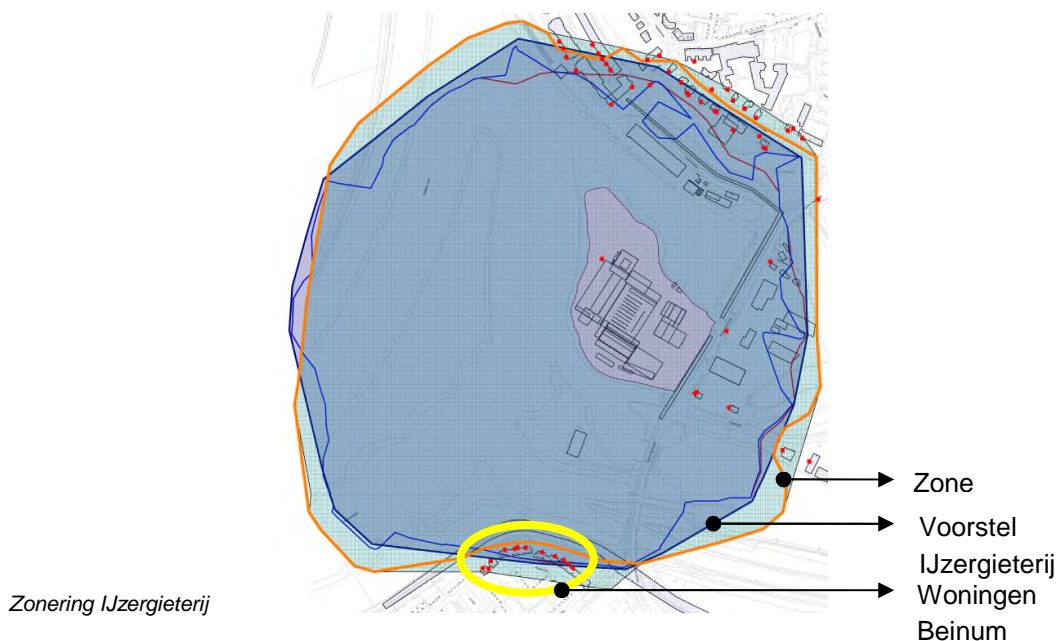 Zone
Voorstel
IJzergieterij
Woningen
Beinum
Zonering IJzergieterij